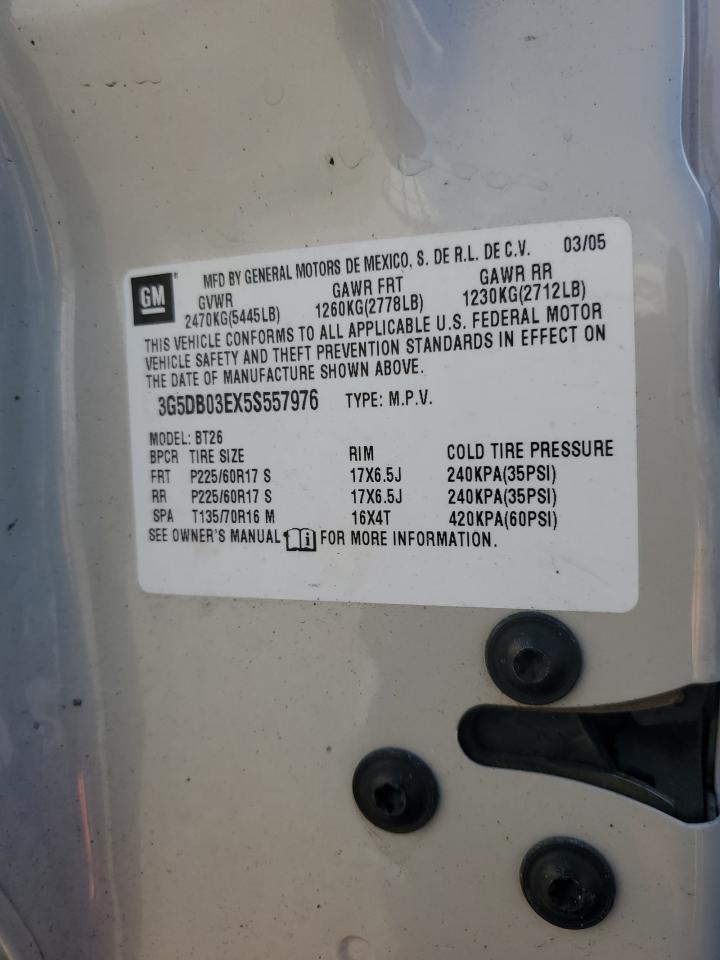 GM
MFD BY GENERAL MOTORS DE MEXICO, S. DE R.L. DE C.V. 03/05
GVWR GAWR FRT GAWR RR
2470KG(5445LB) 1260KG(2778LB) 1230KG(2712LB)
THIS VEHICLE CONFORMS TO ALL APPLICABLE U.S. FEDERAL MOTOR
VEHICLE SAFETY AND THEFT PREVENTION STANDARDS IN EFFECT ON
THE DATE OF MANUFACTURE SHOWN ABOVE.
3G5DB03EX5S557976 TYPE: M.P.V.
MODEL: BT26
BPCR TIRE SIZE RIM COLD TIRE PRESSURE
FRT P225/60R17 S 17X6.5J 240KPA(35PSI)
RR P225/60R17 S 17X6.5J 240KPA(35PSI)
SPA T135/70R16 M 16X4T 420KPA(60PSI)
SEE OWNER'S MANUAL i FOR MORE INFORMATION.